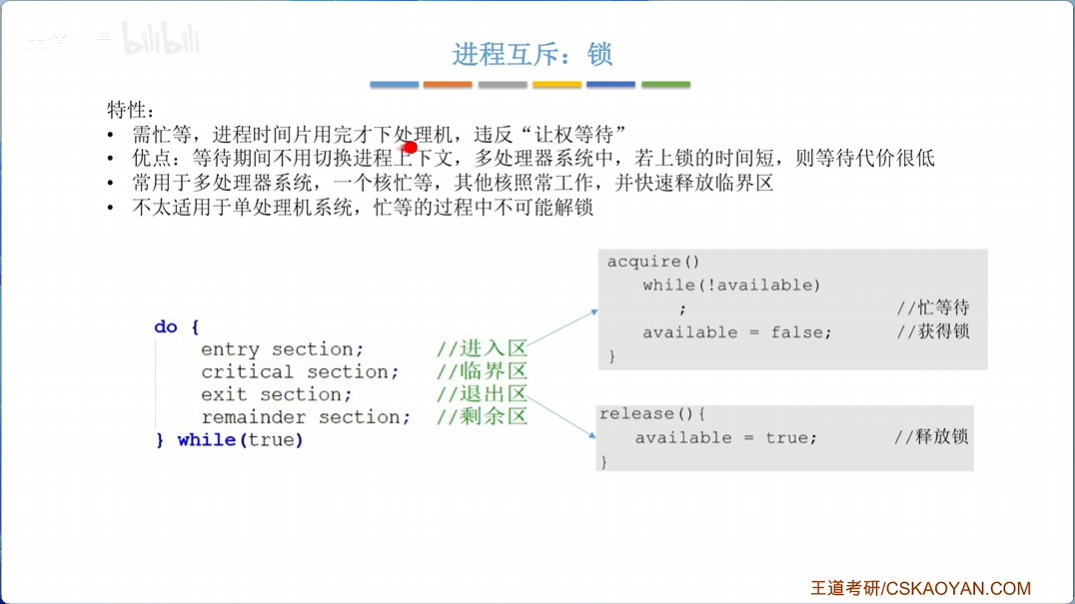 bilibili
进程互斥：锁
特性：
• 需忙等，进程时间片用完才下处理机，违反“让权等待”
• 优点：等待期间不用切换进程上下文，多处理器系统中，若上锁的时间短，则等待代价很低
• 常用于多处理器系统，一个核忙等，其他核照常工作，并快速释放临界区
• 不太适用于单处理机系统，忙等的过程中不可能解锁
do {
entry section; //进入区
critical section; //临界区
exit section; //退出区
remainder section; //剩余区
} while(true)
acquire()
while(!available)
; //忙等待
available = false; //获得锁
}
release(){
available = true; //释放锁
}
王道考研/CSKAOYAN.COM